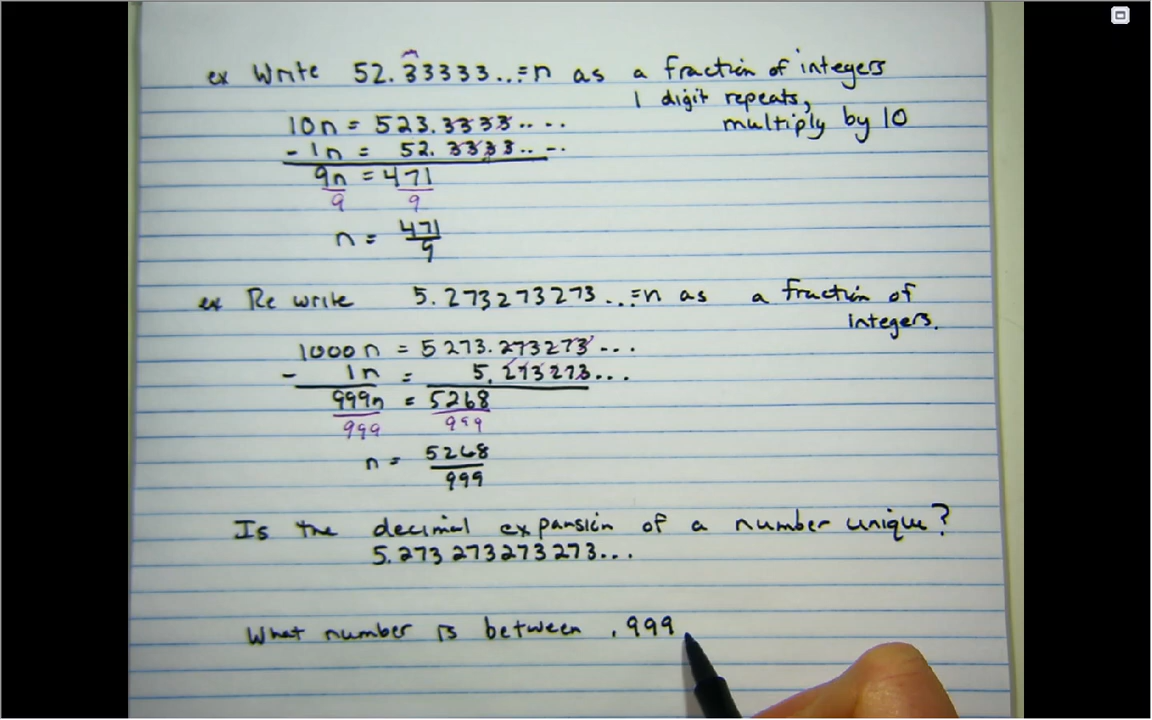 ex Write 52.33333...=n as a fraction of integers
1 digit repeats,
multiply by 10
10n = 523.3333....
- 1n = 52.3333....
9n = 471
9 9
n = 471/9
ex Rewrite 5.273273273...=n as a fraction of
integers.
1000n = 5273.273273...
- 1n = 5.273273...
999n = 5268
999 999
n = 5268/999
Is the decimal expansion of a number unique?
5.273273273273...
What number is between .999